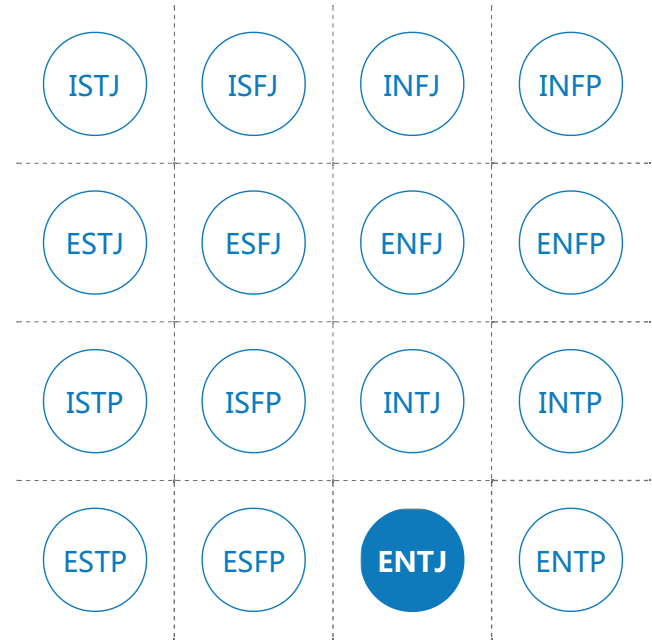 ISTJ ISFJ INFJ INFP
ESTJ ESFJ ENFJ ENFP
ISTP ISFP INTJ INTP
ESTP ESFP ENTJ ENTP